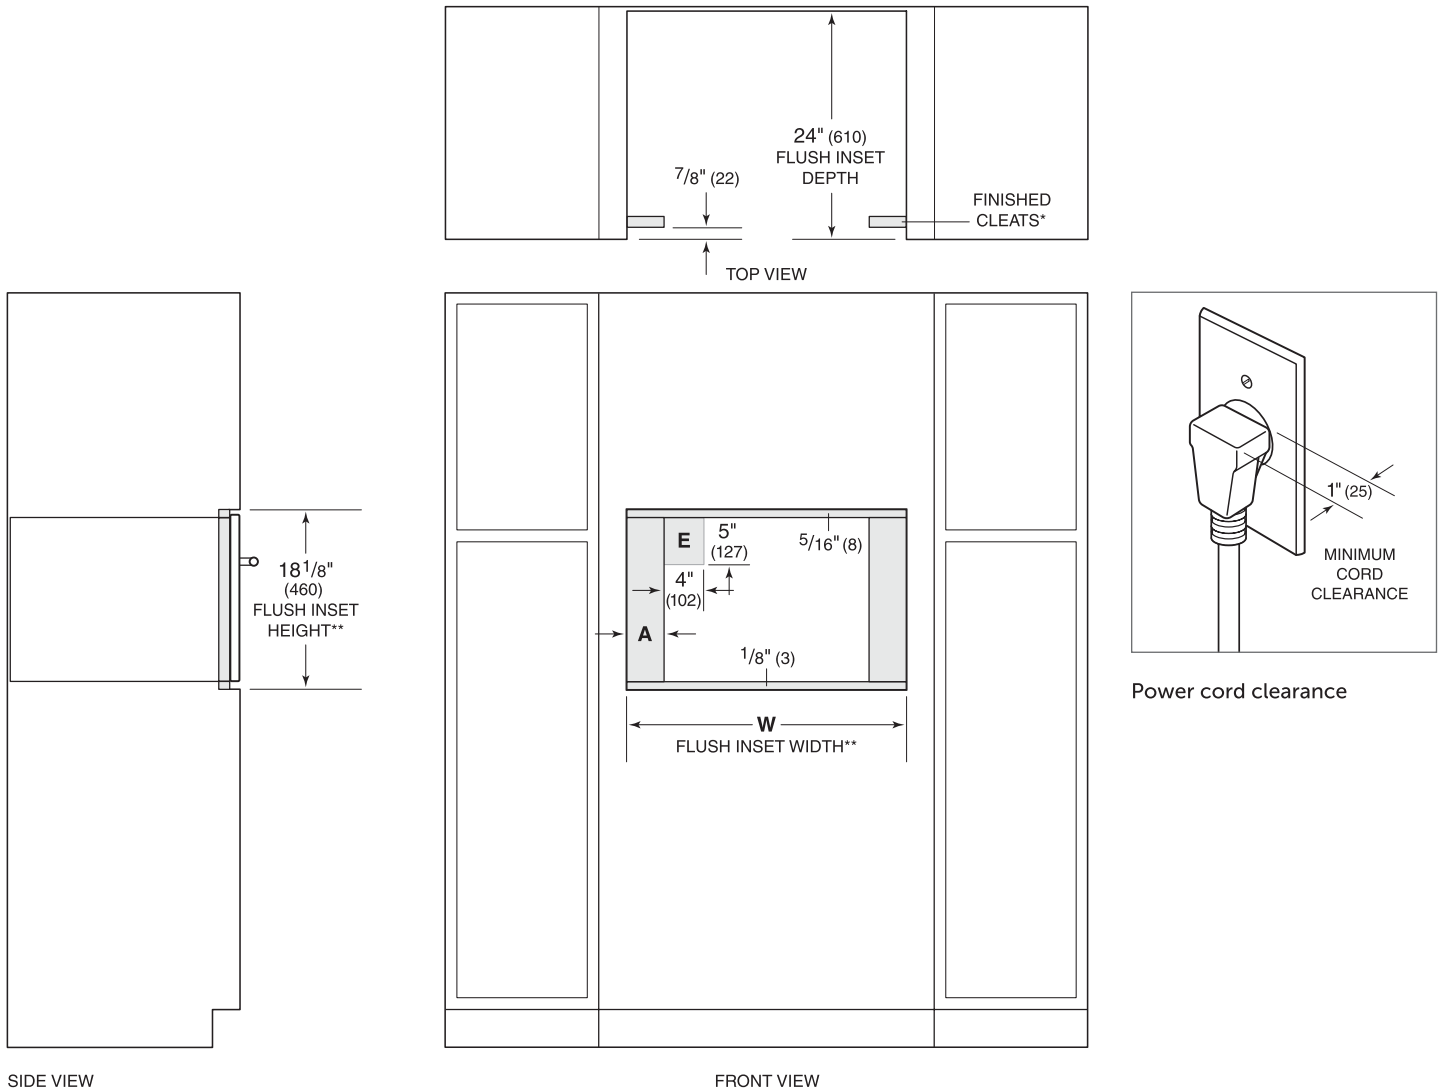 24" (610)
FLUSH INSET
DEPTH
7/8" (22)
FINISHED
CLEATS*
TOP VIEW
18 1/8"
(460)
FLUSH INSET
HEIGHT**
E
5"
(127)
5/16" (8)
4"
(102)
A
1/8" (3)
W
FLUSH INSET WIDTH**
1" (25)
MINIMUM
CORD
CLEARANCE
Power cord clearance
SIDE VIEW
FRONT VIEW